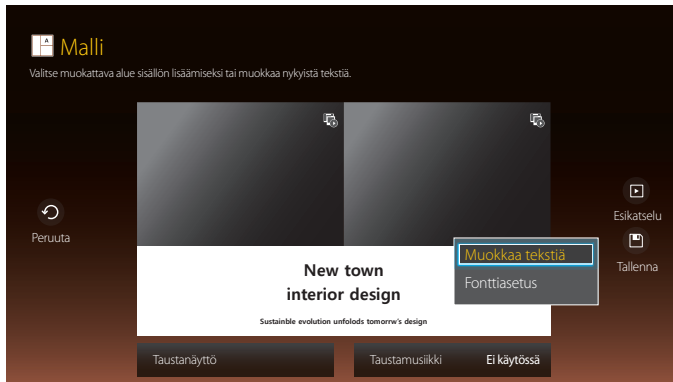 A
Malli
Valitse muokattava alue sisällön lisäämiseksi tai muokkaa nykyistä tekstiä.
Peruuta
Esikatselu
Tallenna
Muokkaa tekstiä
Fonttiasetus
New town
interior design
Sustainble evolution unfolods tomorrw's design
Taustanäyttö
Taustamusiikki Ei käytössä